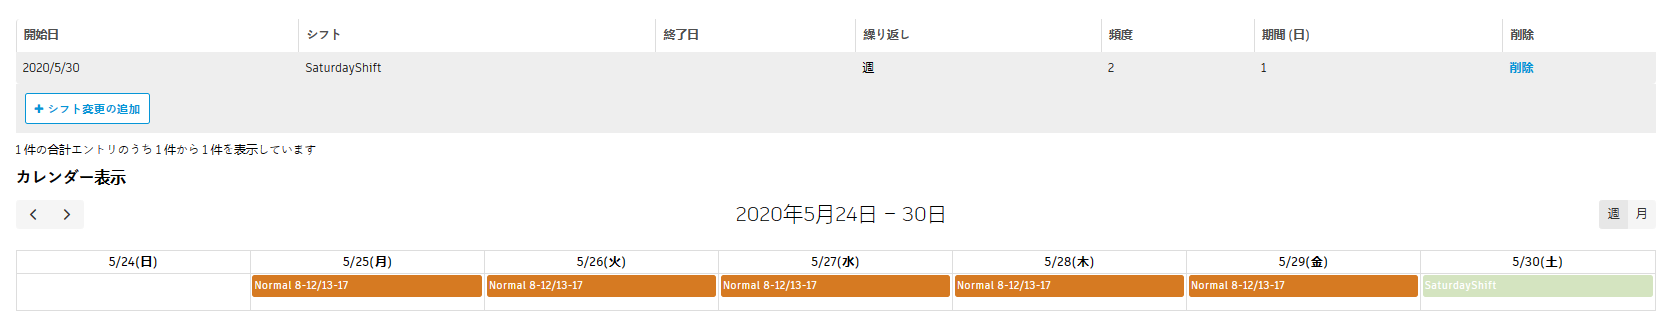 開始日 シフト 終了日 繰り返し 頻度 期間 (日) 削除
2020/5/30 SaturdayShift 週 2 1 削除
+ シフト変更の追加
1 件の合計エントリのうち 1 件から 1 件を表示しています
カレンダー表示
2020年5月24日 – 30日 週 月
5/24(日) 5/25(月) 5/26(火) 5/27(水) 5/28(木) 5/29(金) 5/30(土)
Normal 8-12/13-17 Normal 8-12/13-17 Normal 8-12/13-17 Normal 8-12/13-17 Normal 8-12/13-17 SaturdayShift